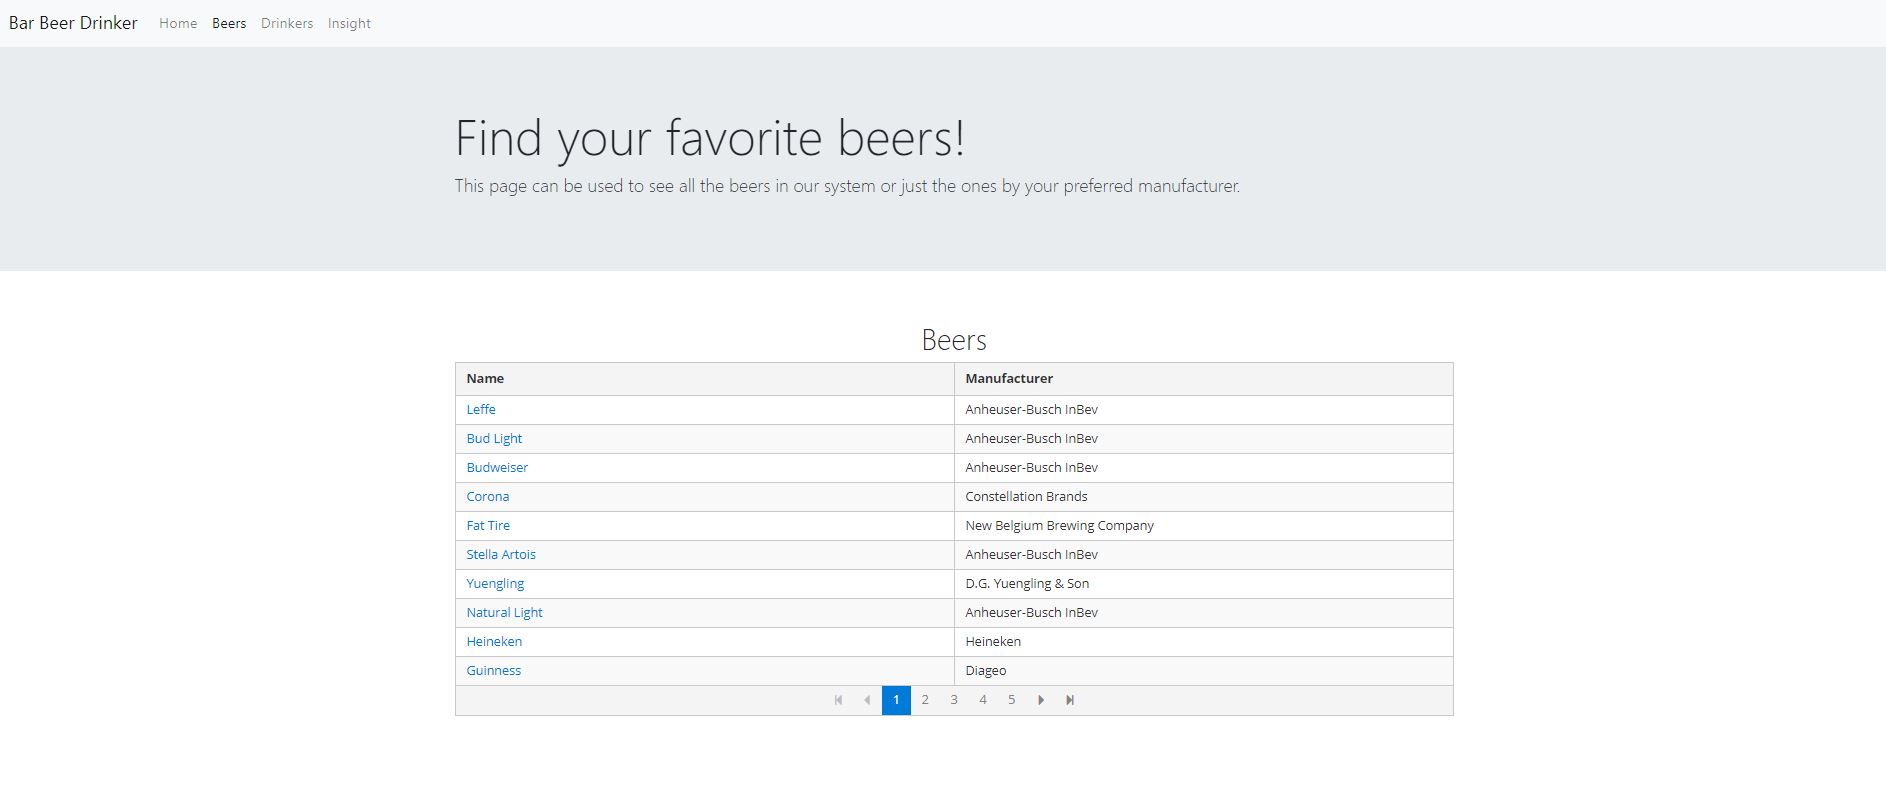 Bar Beer Drinker Home Beers Drinkers Insight
Find your favorite beers!
This page can be used to see all the beers in our system or just the ones by your preferred manufacturer.
Beers
Name Manufacturer
Leffe Anheuser-Busch InBev
Bud Light Anheuser-Busch InBev
Budweiser Anheuser-Busch InBev
Corona Constellation Brands
Fat Tire New Belgium Brewing Company
Stella Artois Anheuser-Busch InBev
Yuengling D.G. Yuengling & Son
Natural Light Anheuser-Busch InBev
Heineken Heineken
Guinness Diageo
1 2 3 4 5